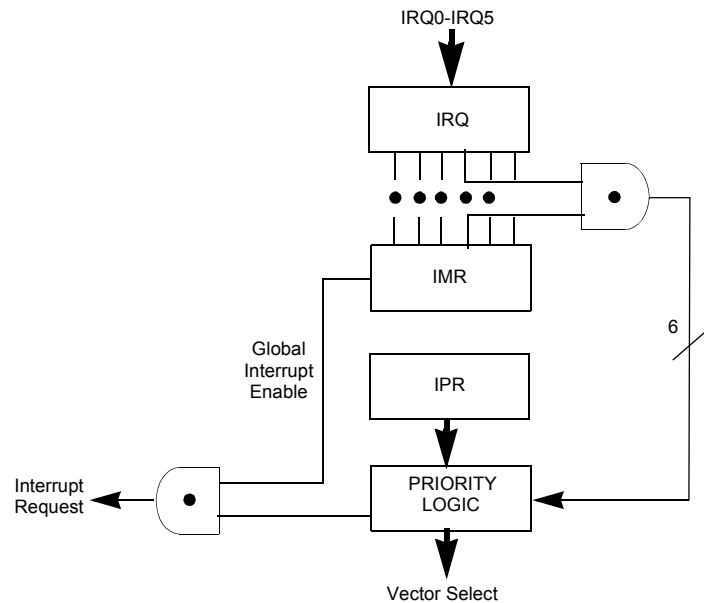 IRQ0-IRQ5
IRQ
IMR
6
Global
Interrupt
Enable
IPR
PRIORITY
LOGIC
Interrupt
Request
Vector Select